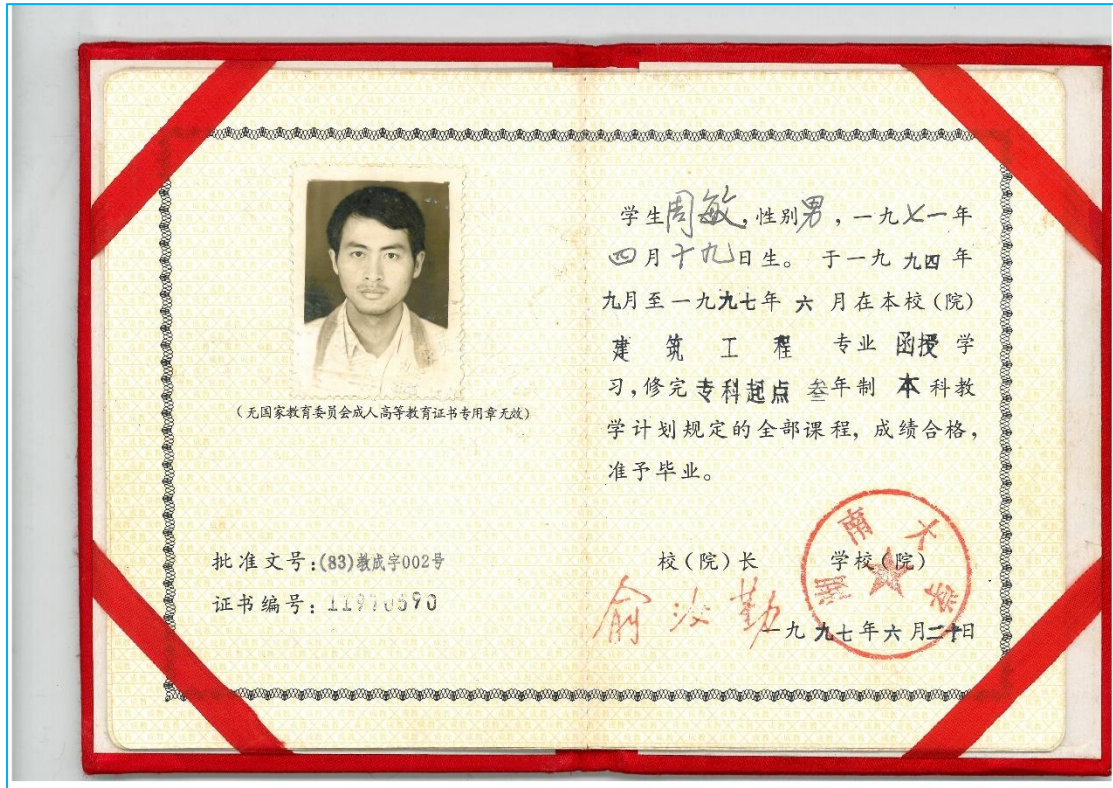 (无国家教育委员会成人高等教育证书专用章无效)
批准文号:(83)教成字002号
证书编号:11970590
学生周敏,性别男,一九七一年
四月十九日生。于一九九四年
九月至一九九七年六月在本校(院)
建筑工程专业函授学
习,修完专科起点叁年制本科教
学计划规定的全部课程,成绩合格,
准予毕业。
校(院)长 学校(院)
湖南大学
俞汝勤
一九九七年六月二十日